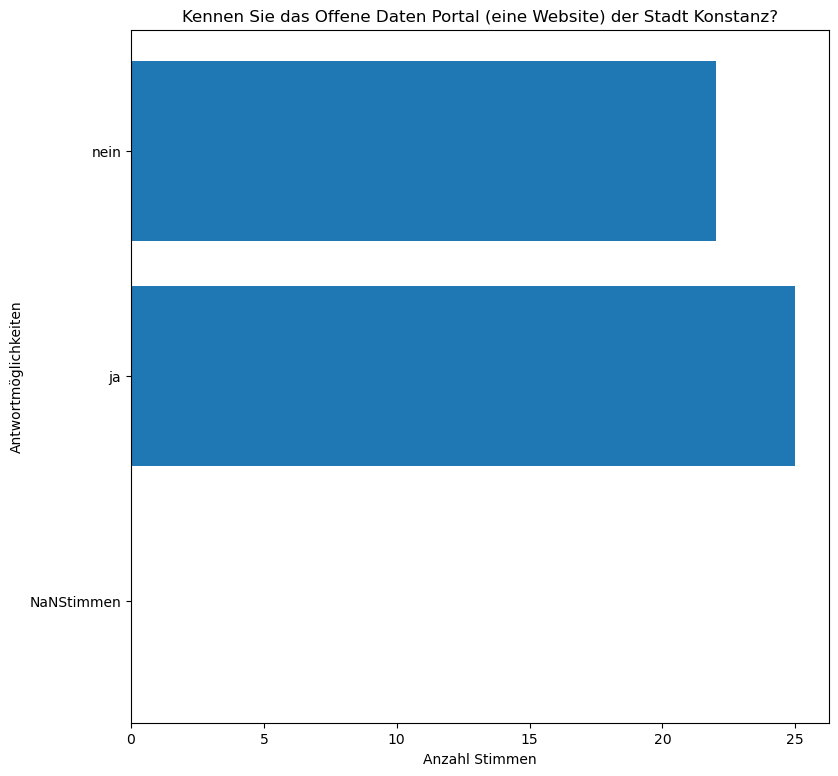 Kennen Sie das Offene Daten Portal (eine Website) der Stadt Konstanz?
Antwortmöglichkeiten
nein
ja
NaNStimmen
0 5 10 15 20 25
Anzahl Stimmen